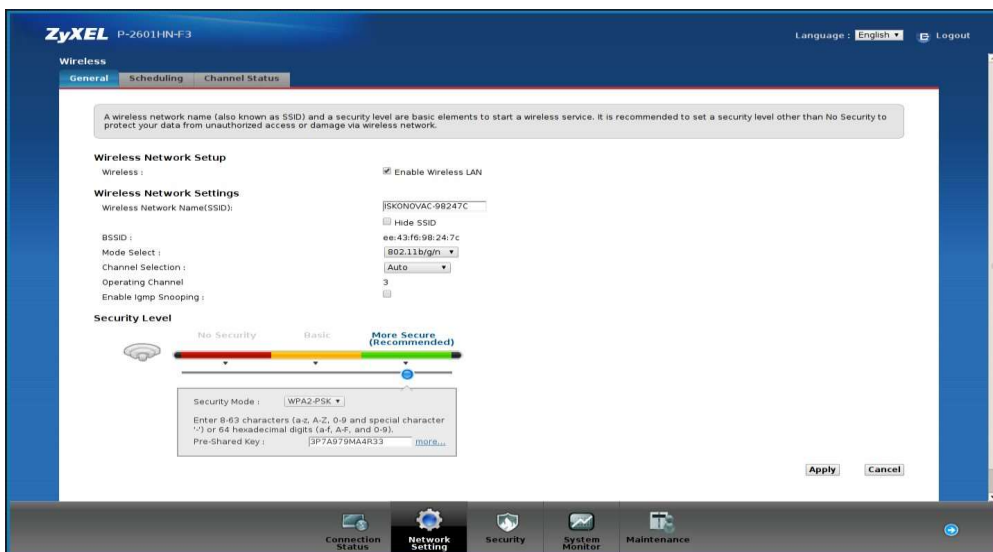 ZyXEL P-2601HN-F3
Language : English Logout
Wireless
General Scheduling Channel Status
A wireless network name (also known as SSID) and a security level are basic elements to start a wireless service. It is recommended to set a security level other than No Security to
protect your data from unauthorized access or damage via wireless network.
Wireless Network Setup
Wireless : Enable Wireless LAN
Wireless Network Settings
Wireless Network Name(SSID): ISKONOVAC-98247C
Hide SSID
BSSID : ee:43:f6:98:24:7c
Mode Select : 802.11b/g/n
Channel Selection : Auto
Operating Channel 3
Enable Igmp Snooping :
Security Level
No Security Basic More Secure
(Recommended)
Security Mode : WPA2-PSK
Enter 8-63 characters (a-z, A-Z, 0-9 and special character
'-') or 64 hexadecimal digits (a-f, A-F, and 0-9).
Pre-Shared Key : 3P7A979MA4R33 more...
Apply Cancel
Connection
Status
Network
Setting
Security
System
Monitor
Maintenance